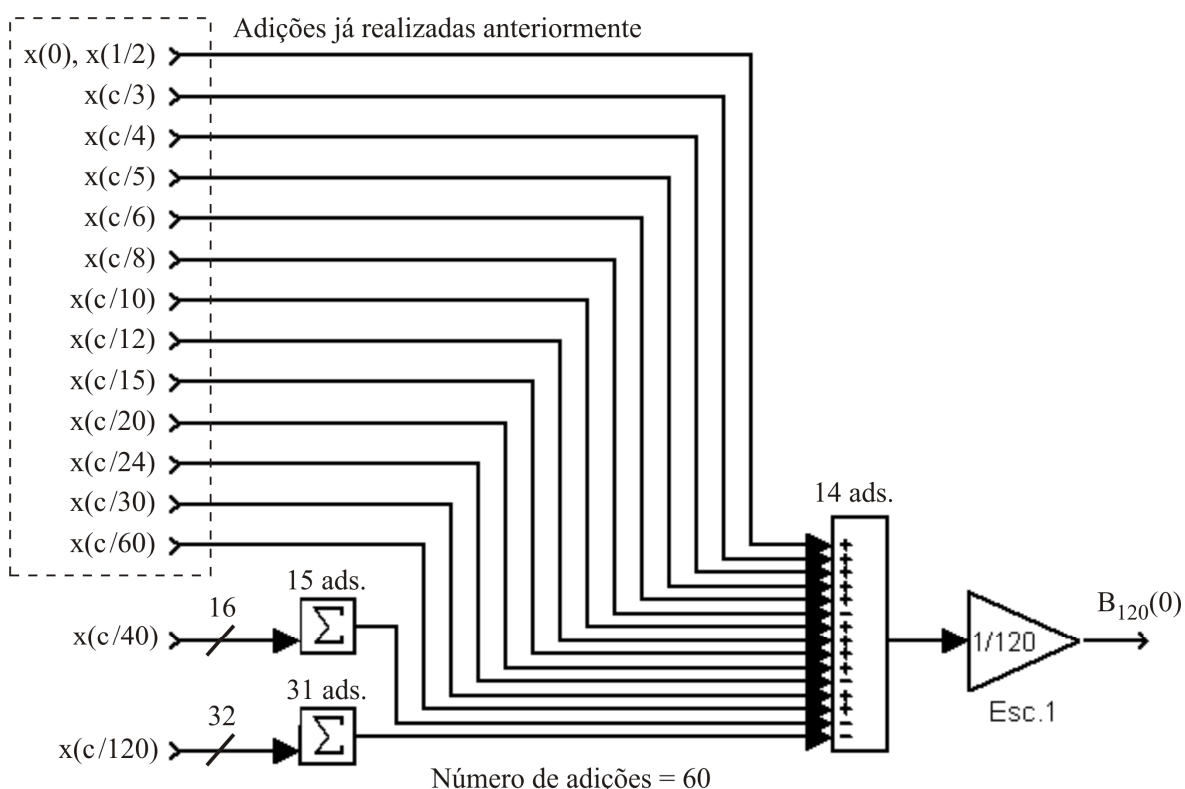 Adições já realizadas anteriormente
x(0), x(1/2)
x(c/3)
x(c/4)
x(c/5)
x(c/6)
x(c/8)
x(c/10)
x(c/12)
x(c/15)
x(c/20)
x(c/24)
x(c/30)
x(c/60)
14 ads.
15 ads.
16
x(c/40)
Σ
B120(0)
1/120
Esc.1
31 ads.
32
x(c/120)
Σ
Número de adições = 60